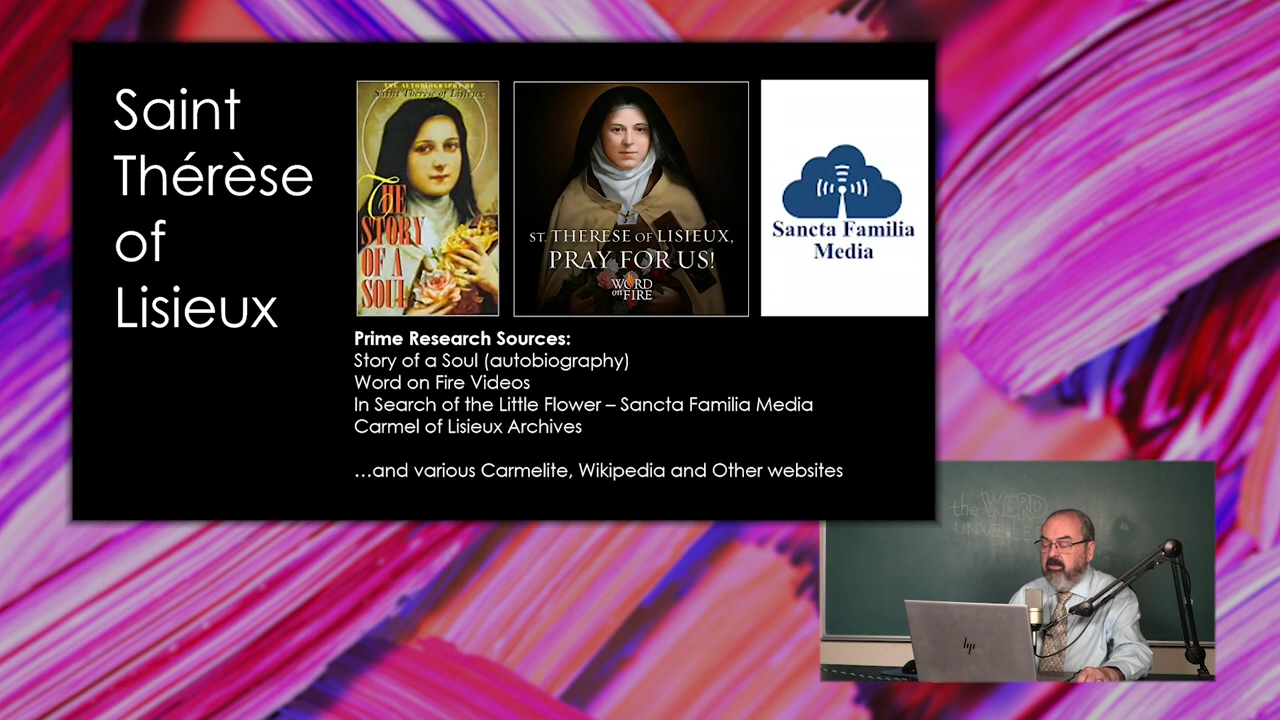 Saint
Thérèse
of
Lisieux
THE AUTOBIOGRAPHY OF
Saint Thérèse of Lisieux
THE
STORY
OF A
SOUL
ST. THERESE OF LISIEUX,
PRAY FOR US!
WORD
on FIRE
Sancta Familia
Media
Prime Research Sources:
Story of a Soul (autobiography)
Word on Fire Videos
In Search of the Little Flower – Sancta Familia Media
Carmel of Lisieux Archives
…and various Carmelite, Wikipedia and Other websites
the WORD
hp